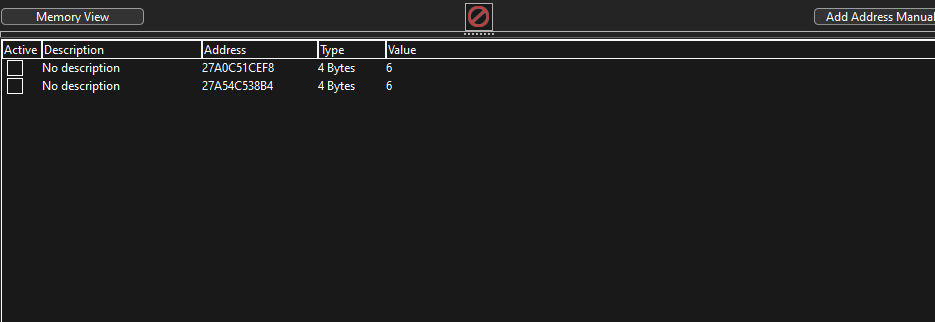 Memory View Add Address Manual
Active Description Address Type Value
No description 27A0C51CEF8 4 Bytes 6
No description 27A54C538B4 4 Bytes 6